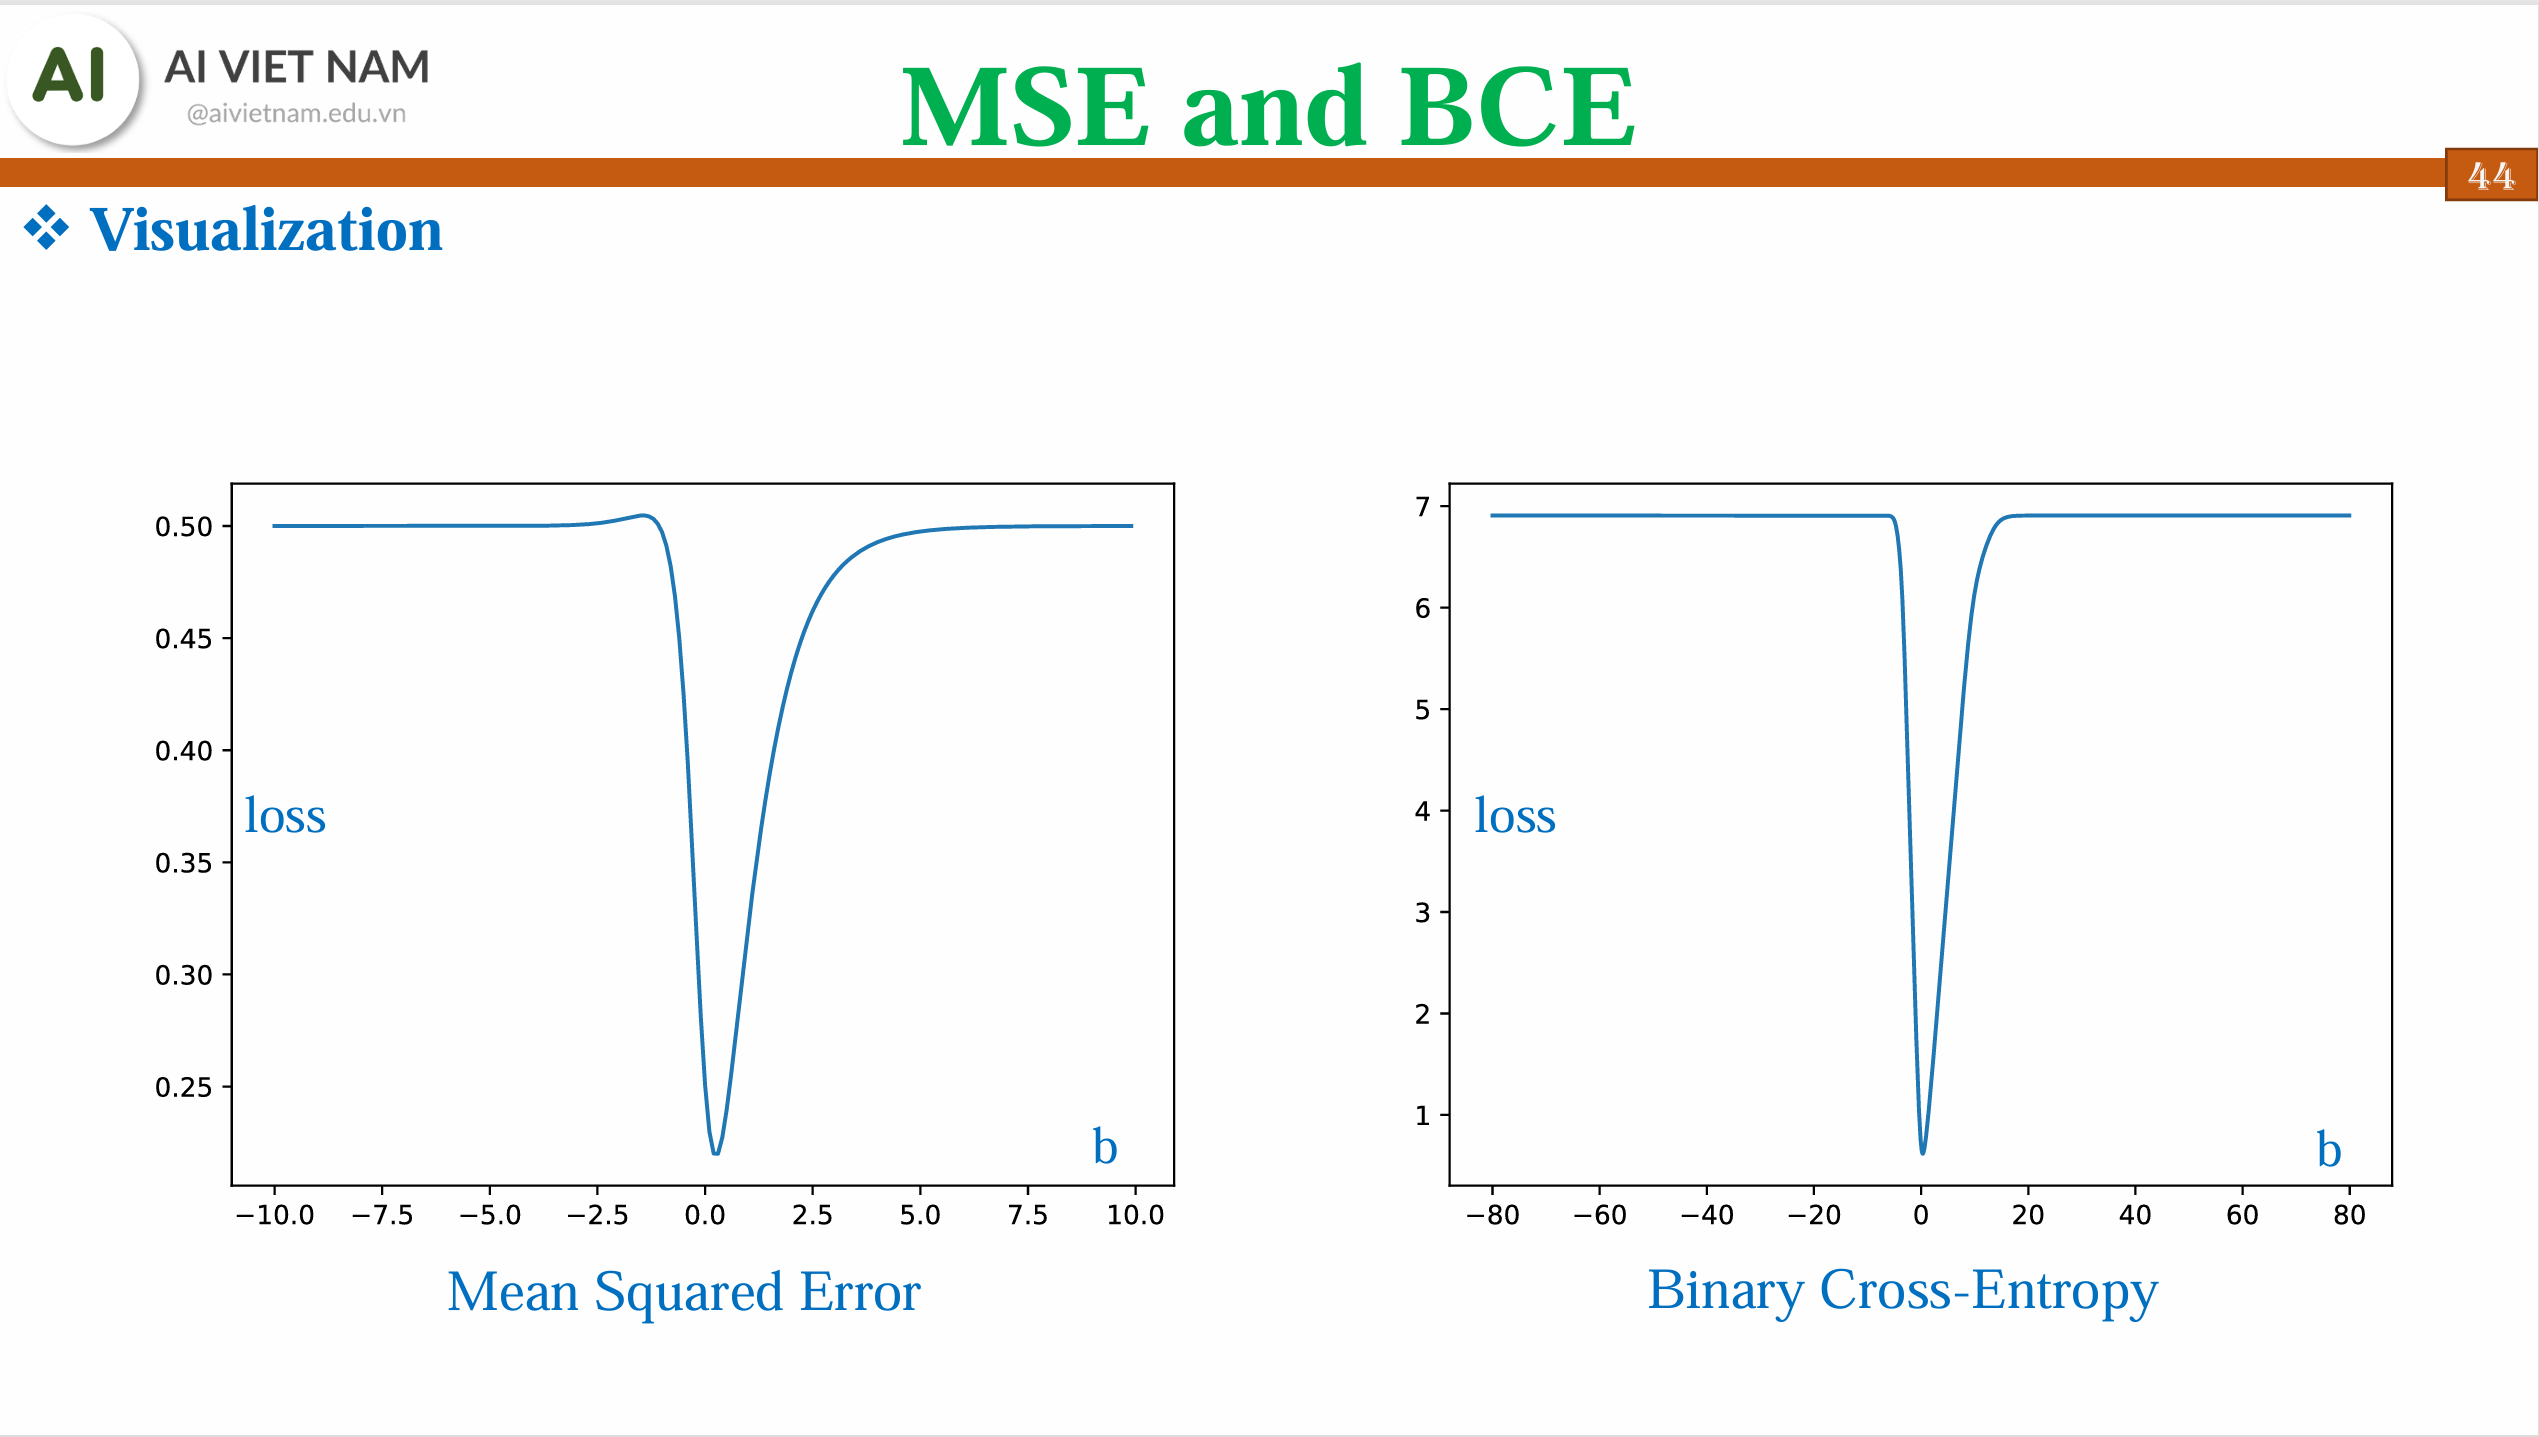 AI
AI VIET NAM
@aivietnam.edu.vn
MSE and BCE
44
❖ Visualization
0.50
0.45
0.40
0.35
0.30
0.25
loss
b
−10.0 −7.5 −5.0 −2.5 0.0 2.5 5.0 7.5 10.0
Mean Squared Error
7
6
5
4
3
2
1
loss
b
−80 −60 −40 −20 0 20 40 60 80
Binary Cross-Entropy